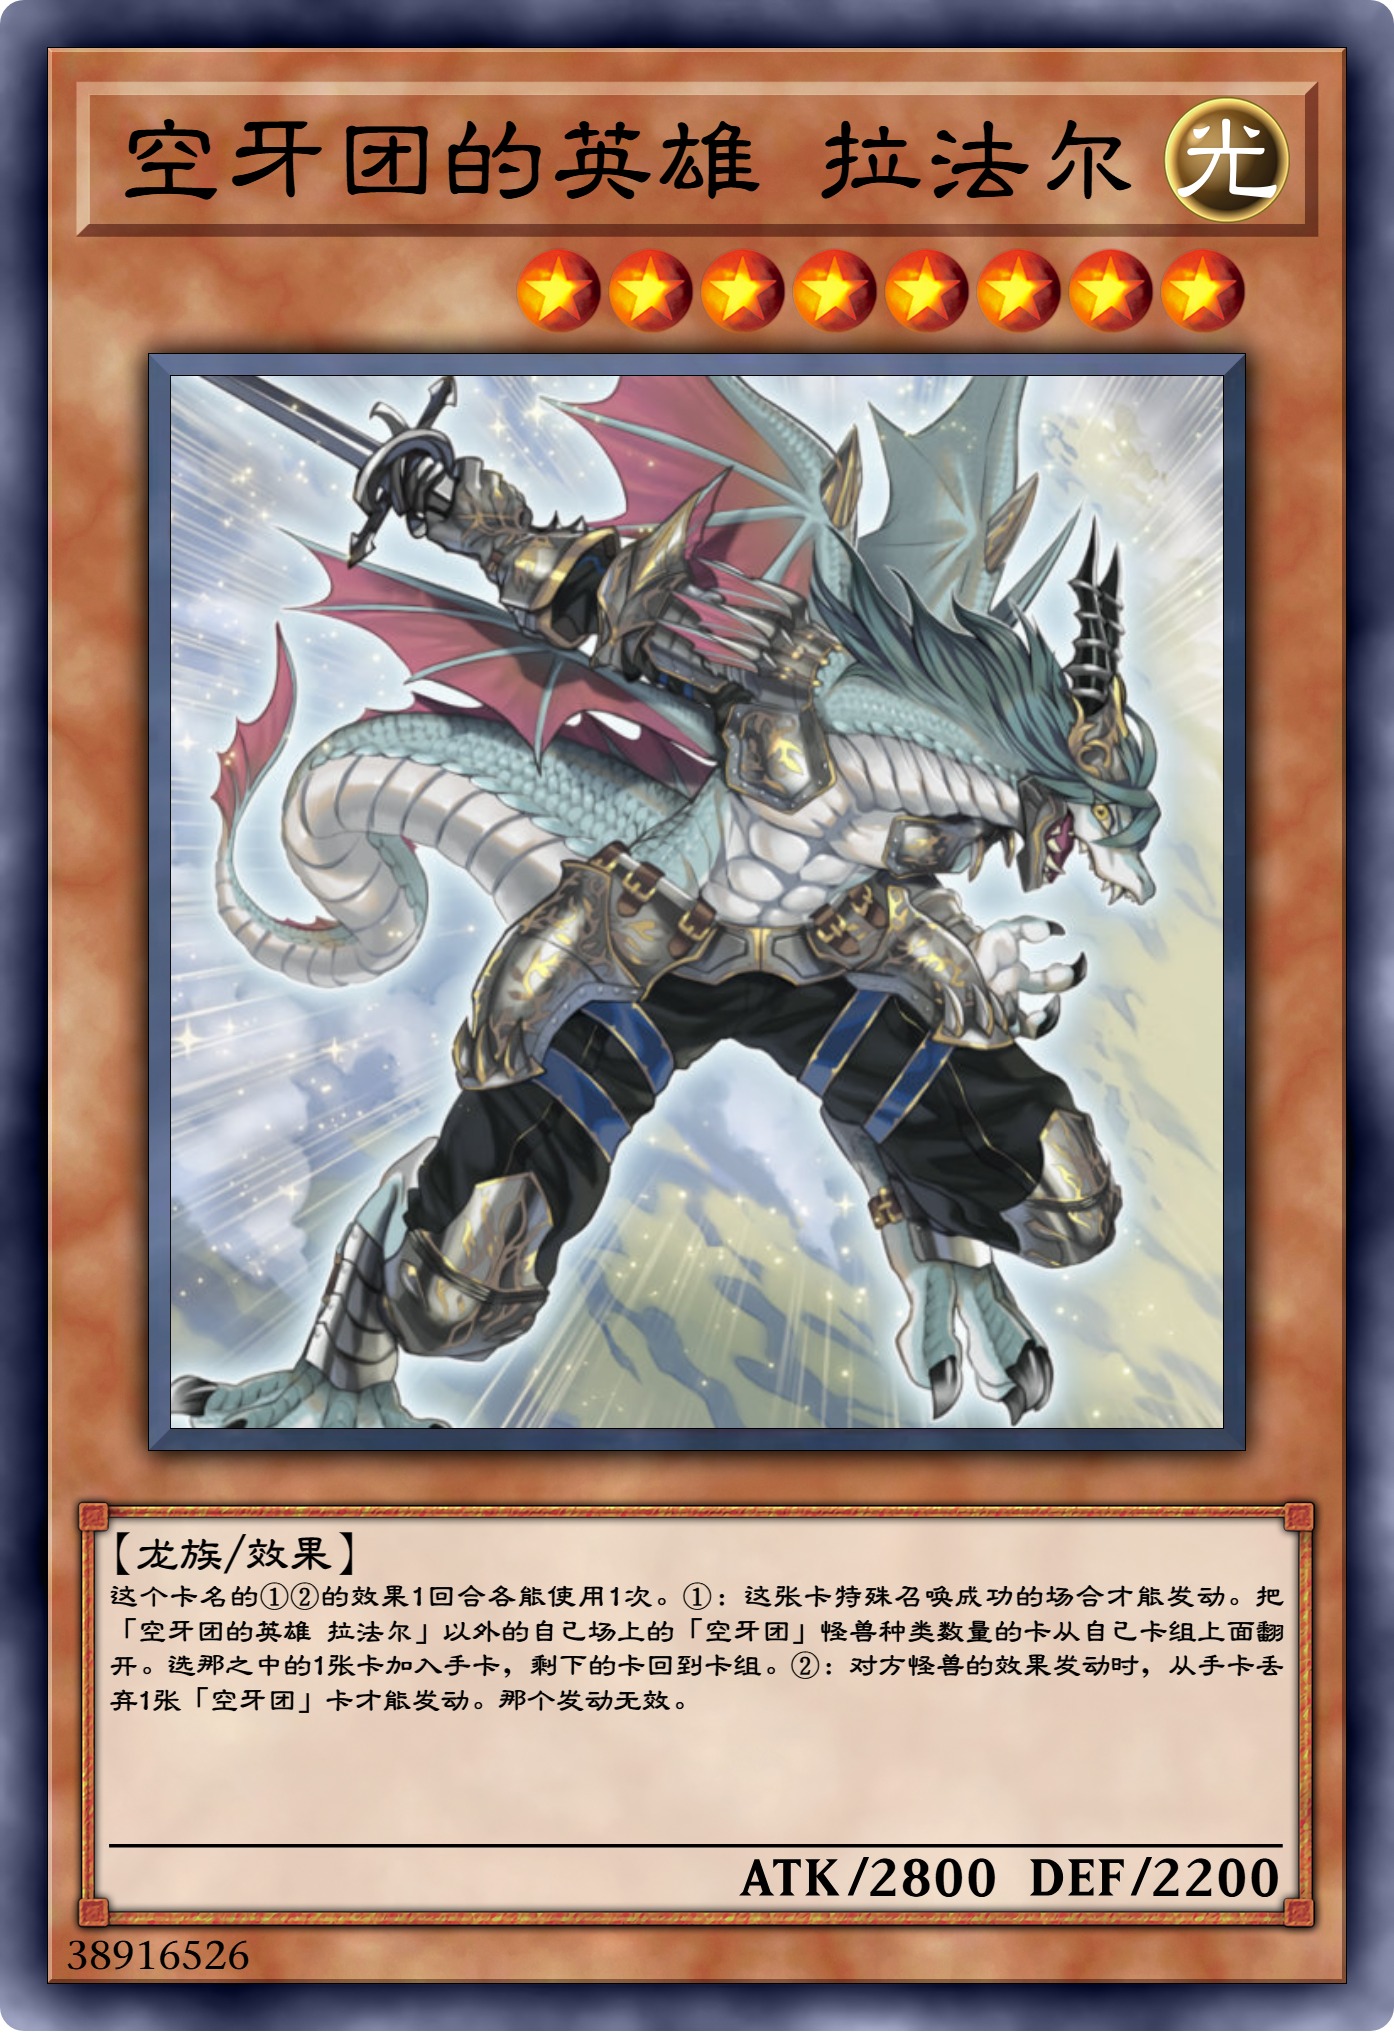 空牙团的英雄 拉法尔 光
【龙族/效果】
这个卡名的①②的效果1回合各能使用1次。①：这张卡特殊召唤成功的场合才能发动。把
「空牙团的英雄 拉法尔」以外的自己场上的「空牙团」怪兽种类数量的卡从自己卡组上面翻
开。选那之中的1张卡加入手卡，剩下的卡回到卡组。②：对方怪兽的效果发动时，从手卡丢
弃1张「空牙团」卡才能发动。那个发动无效。
ATK/2800 DEF/2200
38916526